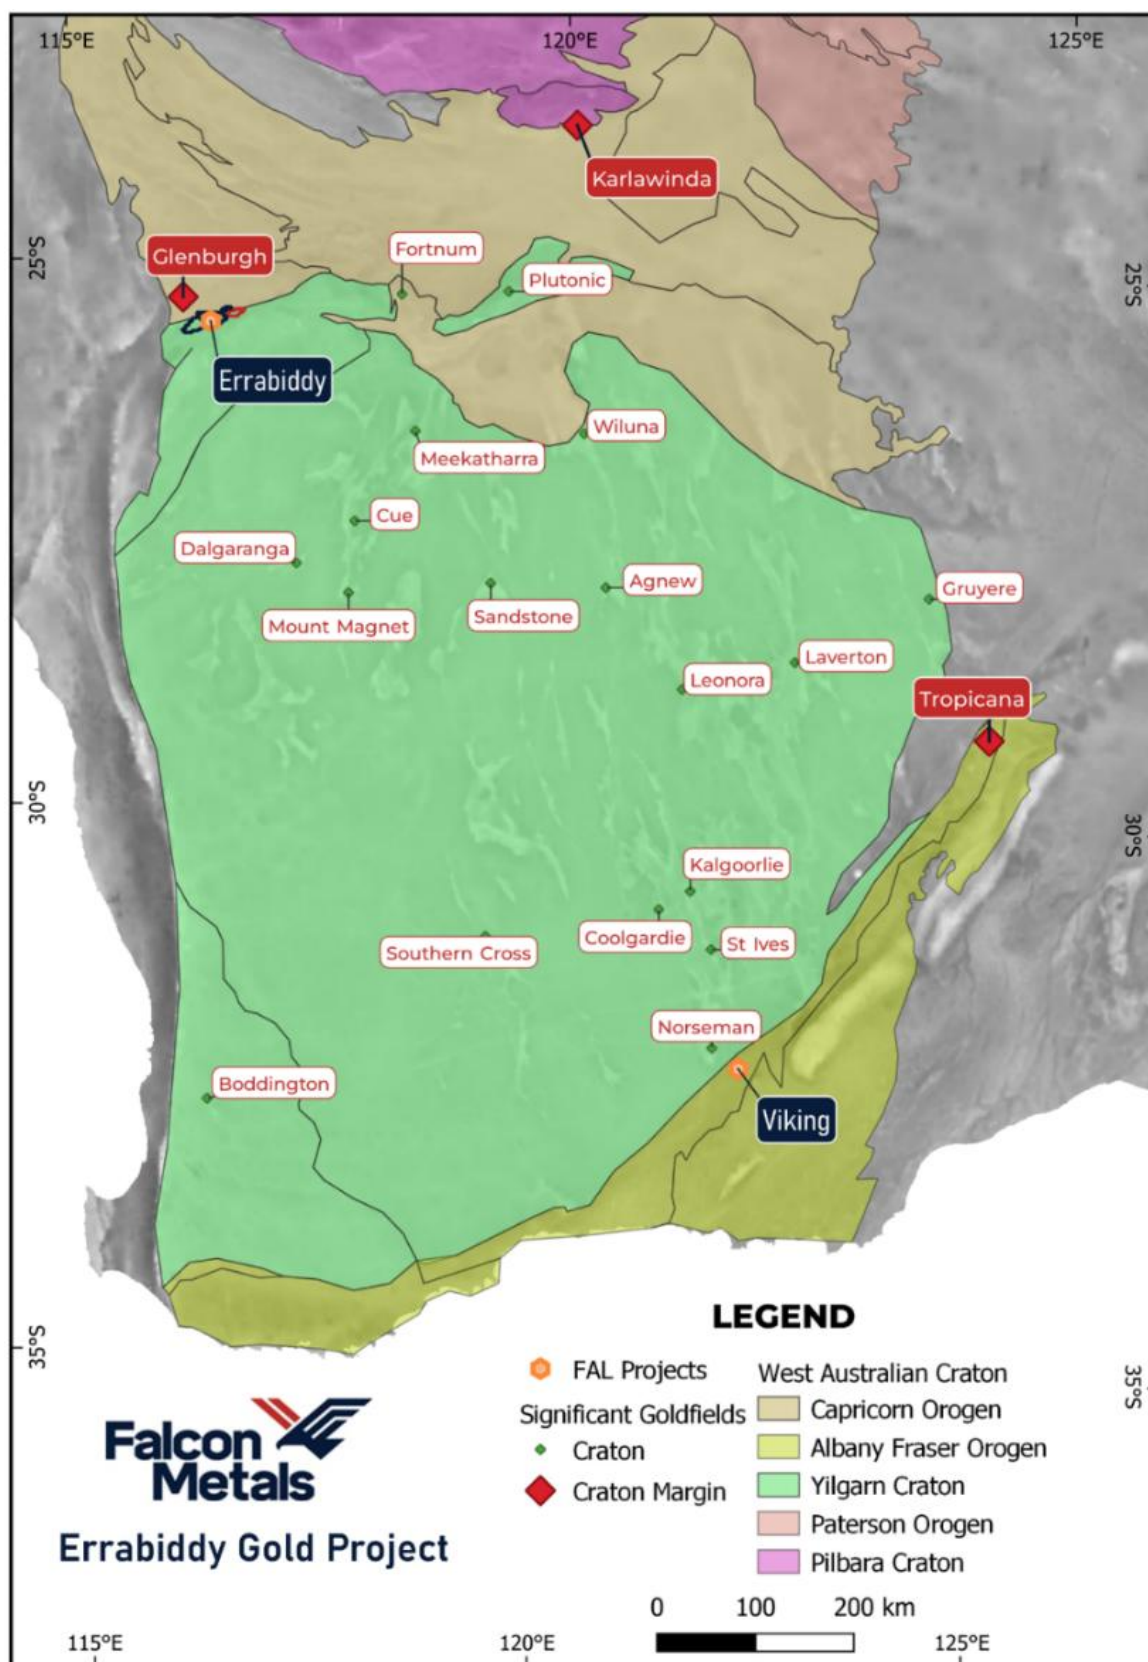 115°E
120°E
125°E
Karlawinda
25°S
25°S
Glenburgh
Fortnum
Plutonic
Errabiddy
Wiluna
Meekatharra
Cue
Dalgaranga
Agnew
Gruyere
Mount Magnet
Sandstone
Laverton
Leonora
Tropicana
30°S
30°S
Kalgoorlie
Coolgardie
St Ives
Southern Cross
Norseman
Boddington
Viking
LEGEND
35°S
35°S
FAL Projects
Significant Goldfields
Craton
Craton Margin
West Australian Craton
Capricorn Orogen
Albany Fraser Orogen
Yilgarn Craton
Paterson Orogen
Pilbara Craton
Falcon
Metals
Errabiddy Gold Project
0 100 200 km
115°E
120°E
125°E